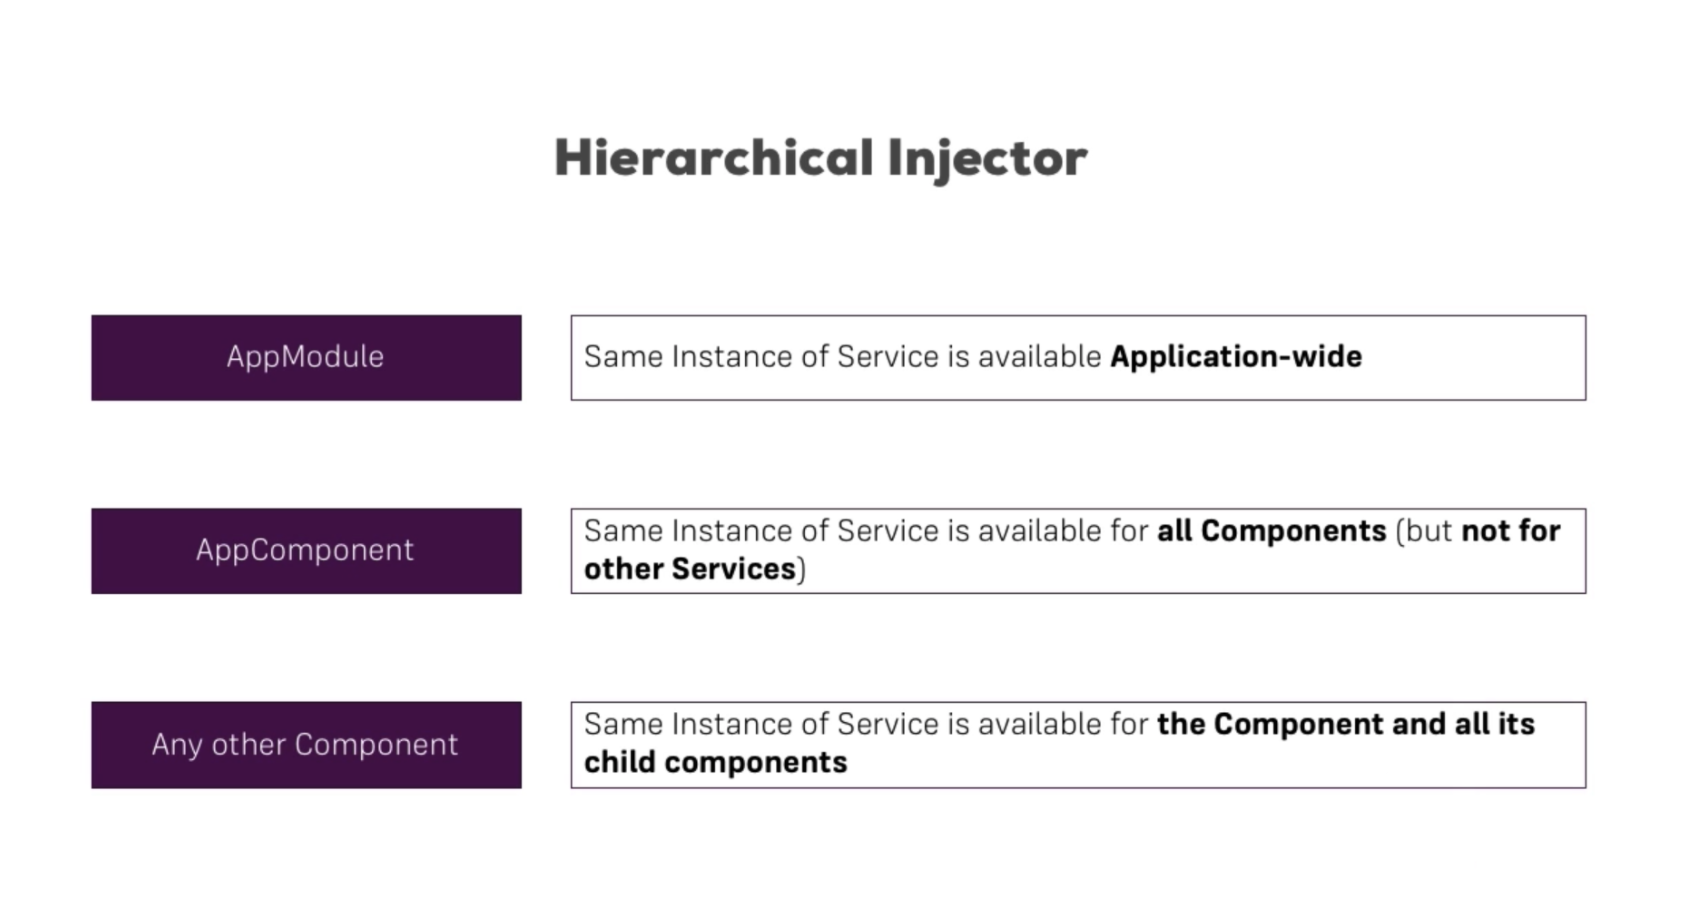 Hierarchical Injector
AppModule
Same Instance of Service is available Application-wide
AppComponent
Same Instance of Service is available for all Components (but not for
other Services)
Any other Component
Same Instance of Service is available for the Component and all its
child components